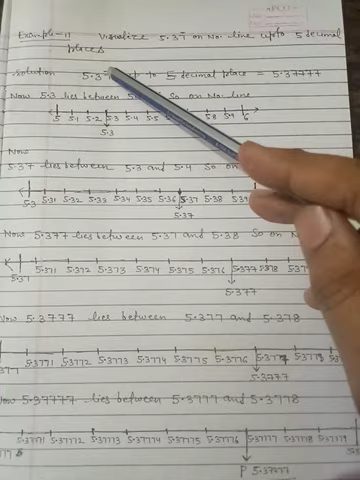 Example-11 Visualize 5.37̄ on No. line upto 5 decimal
places
Solution 5.3 to 5 decimal place = 5.37777
Now 5.3 lies between 5. So on No. line
5 5.1 5.2 5.3 5.4 5.5 5.8 5.9 6
5.3
Now
5.37 lies between 5.3 and 5.4 So on
5.3 5.31 5.32 5.33 5.34 5.35 5.36 5.37 5.38 5.39
5.37
Now 5.377 lies between 5.37 and 5.38 So on N
5.37 5.371 5.372 5.373 5.374 5.375 5.376 5.377 5.378 5.379
5.377
Now 5.3777 lies between 5.377 and 5.378
377 5.3771 5.3772 5.3773 5.3774 5.3775 5.3776 5.3777 5.3778 5.3779
5.3777
Now 5.37777 lies between 5.3777 and 5.3778
5.37771 5.37772 5.37773 5.37774 5.37775 5.37776 5.37777 5.37778 5.37779
P 5.37777